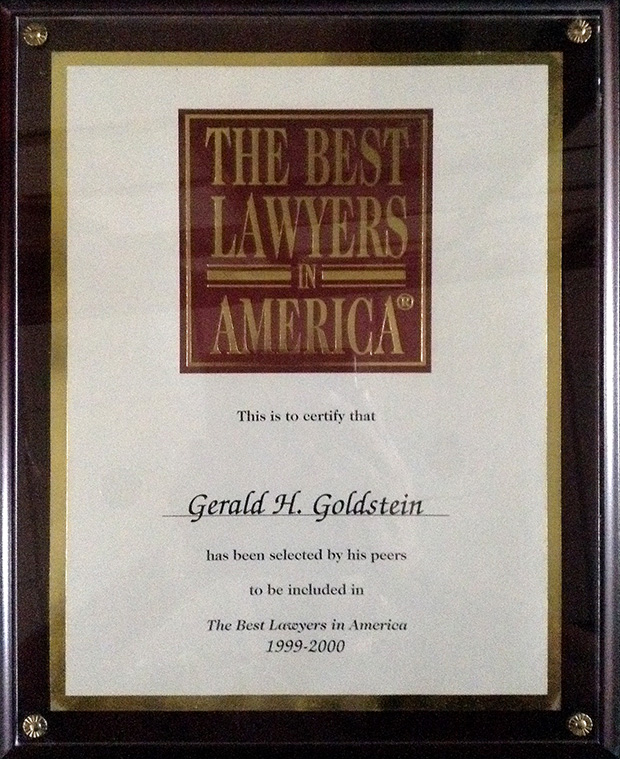 THE BEST
LAWYERS
IN
AMERICA®
This is to certify that
Gerald H. Goldstein
has been selected by his peers
to be included in
The Best Lawyers in America
1999-2000